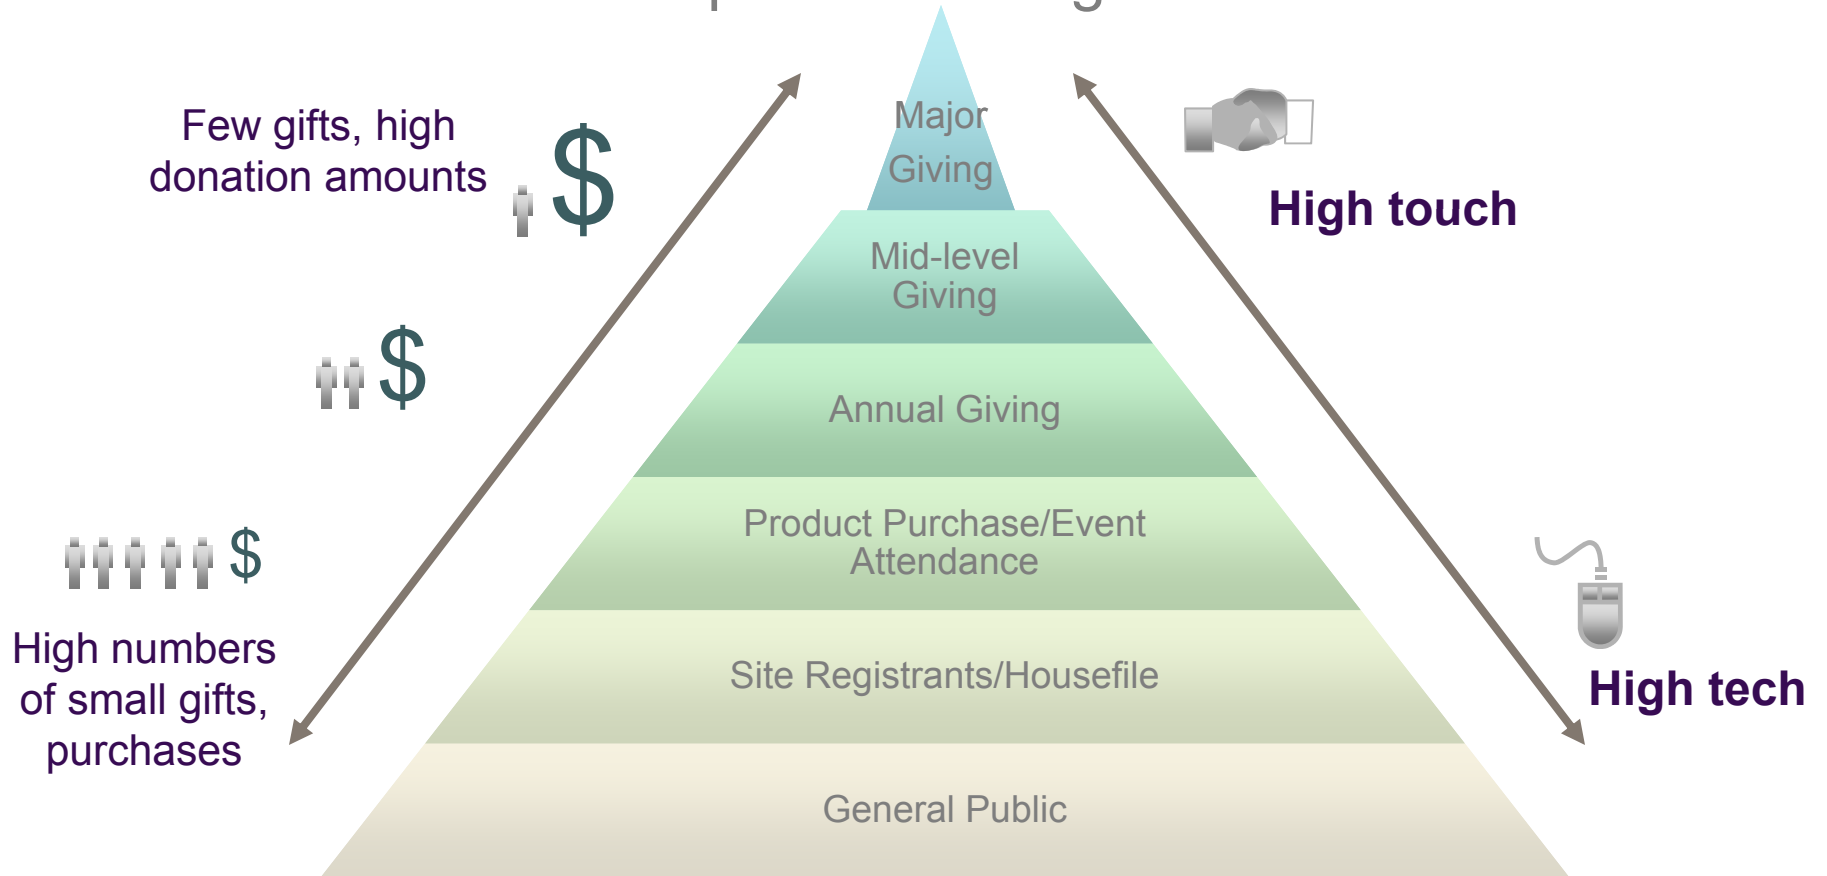 Major
Giving
Few gifts, high
donation amounts
$
High touch
Mid-level
Giving
$
Annual Giving
Product Purchase/Event
Attendance
$
High numbers
of small gifts,
purchases
Site Registrants/Housefile
High tech
General Public